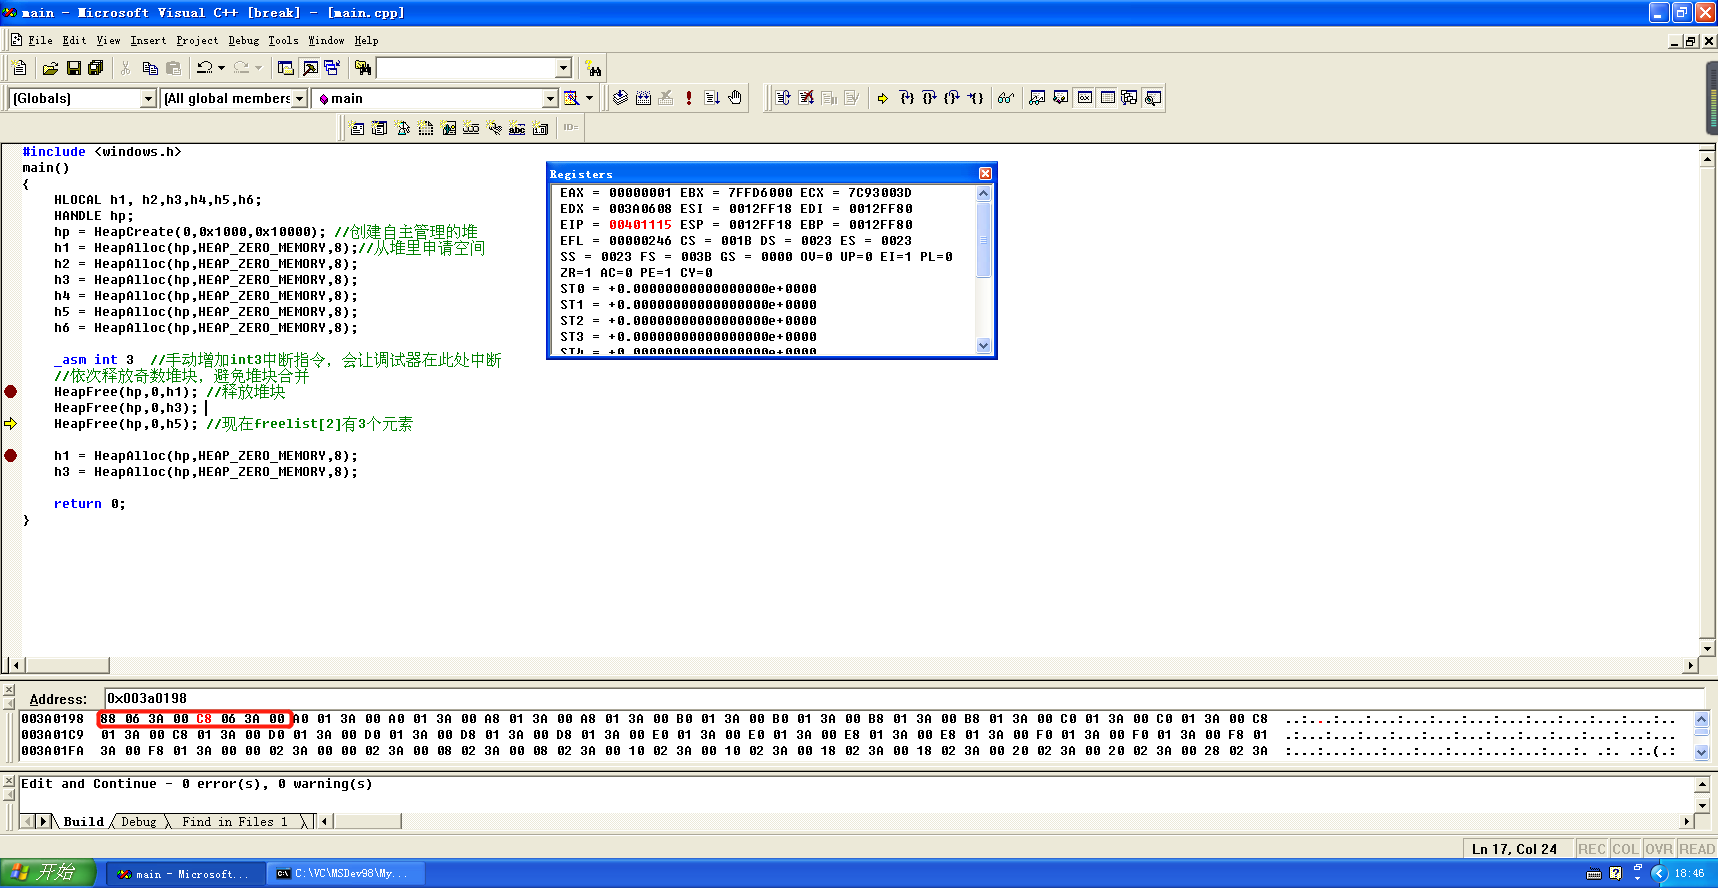 main - Microsoft Visual C++ [break] - [main.cpp]
File Edit View Insert Project Debug Tools Window Help
(Globals) (All global members main
ID=
#include <windows.h>
main()
{
HLOCAL h1, h2,h3,h4,h5,h6;
HANDLE hp;
hp = HeapCreate(0,0x1000,0x10000); //创建自主管理的堆
h1 = HeapAlloc(hp,HEAP_ZERO_MEMORY,8);//从堆里申请空间
h2 = HeapAlloc(hp,HEAP_ZERO_MEMORY,8);
h3 = HeapAlloc(hp,HEAP_ZERO_MEMORY,8);
h4 = HeapAlloc(hp,HEAP_ZERO_MEMORY,8);
h5 = HeapAlloc(hp,HEAP_ZERO_MEMORY,8);
h6 = HeapAlloc(hp,HEAP_ZERO_MEMORY,8);
_asm int 3 //手动增加int3中断指令，会让调试器在此处中断
//依次释放奇数堆块，避免堆块合并
HeapFree(hp,0,h1); //释放堆块
HeapFree(hp,0,h3);
HeapFree(hp,0,h5); //现在freelist[2]有3个元素
h1 = HeapAlloc(hp,HEAP_ZERO_MEMORY,8);
h3 = HeapAlloc(hp,HEAP_ZERO_MEMORY,8);
return 0;
}
Registers
EAX = 00000001 EBX = 7FFD6000 ECX = 7C93003D
EDX = 003A0608 ESI = 0012FF18 EDI = 0012FF80
EIP = 00401115 ESP = 0012FF18 EBP = 0012FF80
EFL = 00000246 CS = 001B DS = 0023 ES = 0023
SS = 0023 FS = 003B GS = 0000 OV=0 UP=0 EI=1 PL=0
ZR=1 AC=0 PE=1 CY=0
ST0 = +0.00000000000000000e+0000
ST1 = +0.00000000000000000e+0000
ST2 = +0.00000000000000000e+0000
ST3 = +0.00000000000000000e+0000
ST4 = +0.00000000000000000e+0000
Address: 0x003a0198
003A0198 88 06 3A 00 C8 06 3A 00 A0 01 3A 00 A0 01 3A 00 A8 01 3A 00 A8 01 3A 00 B0 01 3A 00 B0 01 3A 00 B8 01 3A 00 B8 01 3A 00 C0 01 3A 00 C0 01 3A 00 C8 ..:...:...:...:...:...:...:...:...:...:...:...:..
003A01C9 01 3A 00 C8 01 3A 00 D0 01 3A 00 D0 01 3A 00 D8 01 3A 00 D8 01 3A 00 E0 01 3A 00 E0 01 3A 00 E8 01 3A 00 E8 01 3A 00 F0 01 3A 00 F0 01 3A 00 F8 01 .:...:...:...:...:...:...:...:...:...:...:...:...
003A01FA 3A 00 F8 01 3A 00 00 02 3A 00 00 02 3A 00 08 02 3A 00 08 02 3A 00 10 02 3A 00 10 02 3A 00 18 02 3A 00 18 02 3A 00 20 02 3A 00 20 02 3A 00 28 02 3A :...:...:...:...:...:...:...:...:...:. .:. .:.(.:
Edit and Continue - 0 error(s), 0 warning(s)
Build Debug Find in Files 1
Ln 17, Col 24 REC COL OVR READ
开始 main - Microsoft... C:\VC\MSDev98\My... 18:46